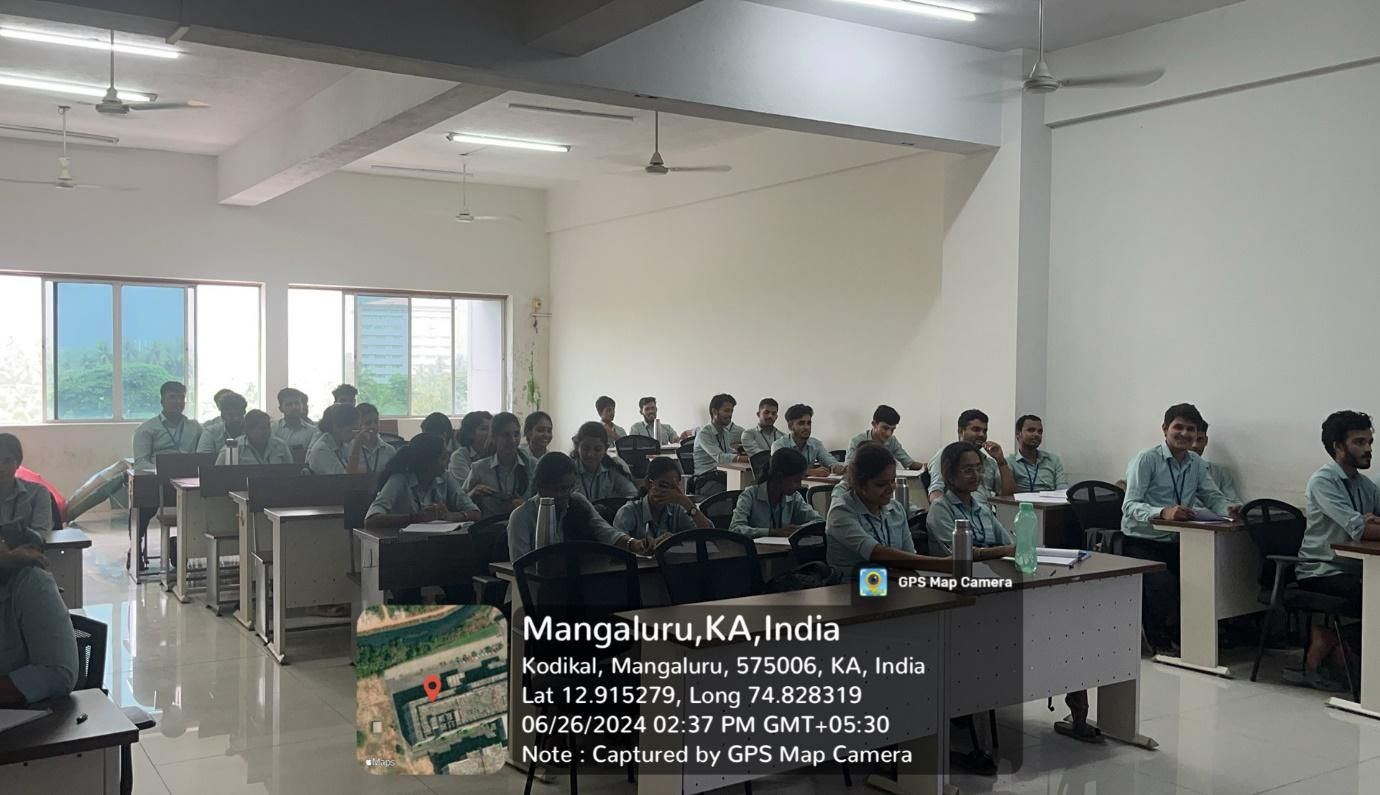 GPS Map Camera
Mangaluru,KA,India
Kodikal, Mangaluru, 575006, KA, India
Lat 12.915279, Long 74.828319
06/26/2024 02:37 PM GMT+05:30
Note : Captured by GPS Map Camera
Maps